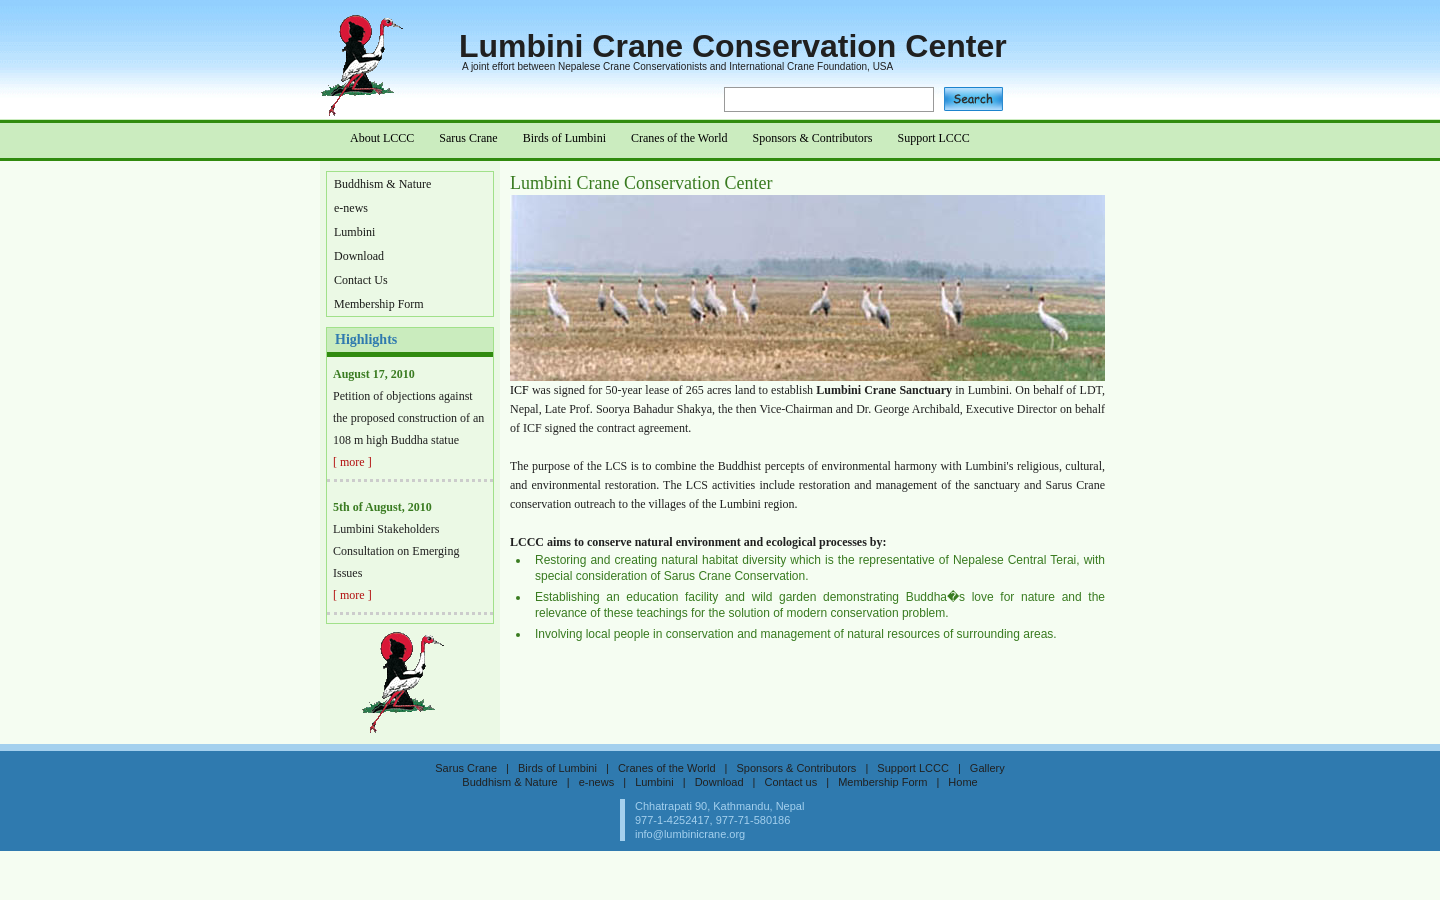 Lumbini Crane Conservation Center
A joint effort between Nepalese Crane Conservationists and International Crane Foundation, USA
Search
About LCCC Sarus Crane Birds of Lumbini Cranes of the World Sponsors & Contributors Support LCCC
Buddhism & Nature
e-news
Lumbini
Download
Contact Us
Membership Form
Highlights
August 17, 2010
Petition of objections against
the proposed construction of an
108 m high Buddha statue
[ more ]
5th of August, 2010
Lumbini Stakeholders
Consultation on Emerging
Issues
[ more ]
Lumbini Crane Conservation Center
ICF was signed for 50-year lease of 265 acres land to establish Lumbini Crane Sanctuary in Lumbini. On behalf of LDT,
Nepal, Late Prof. Soorya Bahadur Shakya, the then Vice-Chairman and Dr. George Archibald, Executive Director on behalf
of ICF signed the contract agreement.
The purpose of the LCS is to combine the Buddhist percepts of environmental harmony with Lumbini's religious, cultural,
and environmental restoration. The LCS activities include restoration and management of the sanctuary and Sarus Crane
conservation outreach to the villages of the Lumbini region.
LCCC aims to conserve natural environment and ecological processes by:
• Restoring and creating natural habitat diversity which is the representative of Nepalese Central Terai, with
special consideration of Sarus Crane Conservation.
• Establishing an education facility and wild garden demonstrating Buddha�s love for nature and the
relevance of these teachings for the solution of modern conservation problem.
• Involving local people in conservation and management of natural resources of surrounding areas.
Sarus Crane | Birds of Lumbini | Cranes of the World | Sponsors & Contributors | Support LCCC | Gallery
Buddhism & Nature | e-news | Lumbini | Download | Contact us | Membership Form | Home
Chhatrapati 90, Kathmandu, Nepal
977-1-4252417, 977-71-580186
info@lumbinicrane.org